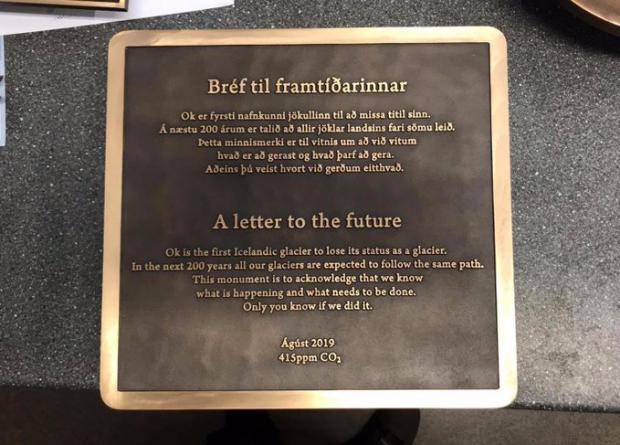 Bréf til framtíðarinnar
Ok er fyrsti nafnkunni jökullinn til að missa titil sinn.
Á næstu 200 árum er talið að allir jöklar landsins fari sömu leið.
Þetta minnismerki er til vitnis um að við vitum
hvað er að gerast og hvað þarf að gera.
Aðeins þú veist hvort við gerðum eitthvað.
A letter to the future
Ok is the first Icelandic glacier to lose its status as a glacier.
In the next 200 years all our glaciers are expected to follow the same path.
This monument is to acknowledge that we know
what is happening and what needs to be done.
Only you know if we did it.
Ágúst 2019
415ppm CO₂